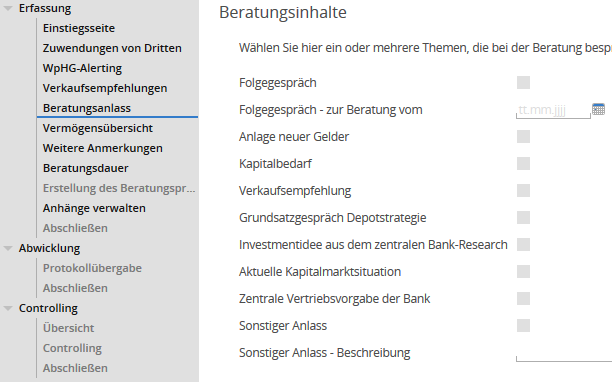 Erfassung
Einstiegsseite
Zuwendungen von Dritten
WpHG-Alerting
Verkaufsempfehlungen
Beratungsanlass
Vermögensübersicht
Weitere Anmerkungen
Beratungsdauer
Erstellung des Beratungspr...
Anhänge verwalten
Abschließen
Abwicklung
Protokollübergabe
Abschließen
Controlling
Übersicht
Controlling
Abschließen
Beratungsinhalte
Wählen Sie hier ein oder mehrere Themen, die bei der Beratung
Folgegespräch
Folgegespräch - zur Beratung vom tt.mm.jjjj
Anlage neuer Gelder
Kapitalbedarf
Verkaufsempfehlung
Grundsatzgespräch Depotstrategie
Investmentidee aus dem zentralen Bank-Research
Aktuelle Kapitalmarktsituation
Zentrale Vertriebsvorgabe der Bank
Sonstiger Anlass
Sonstiger Anlass - Beschreibung